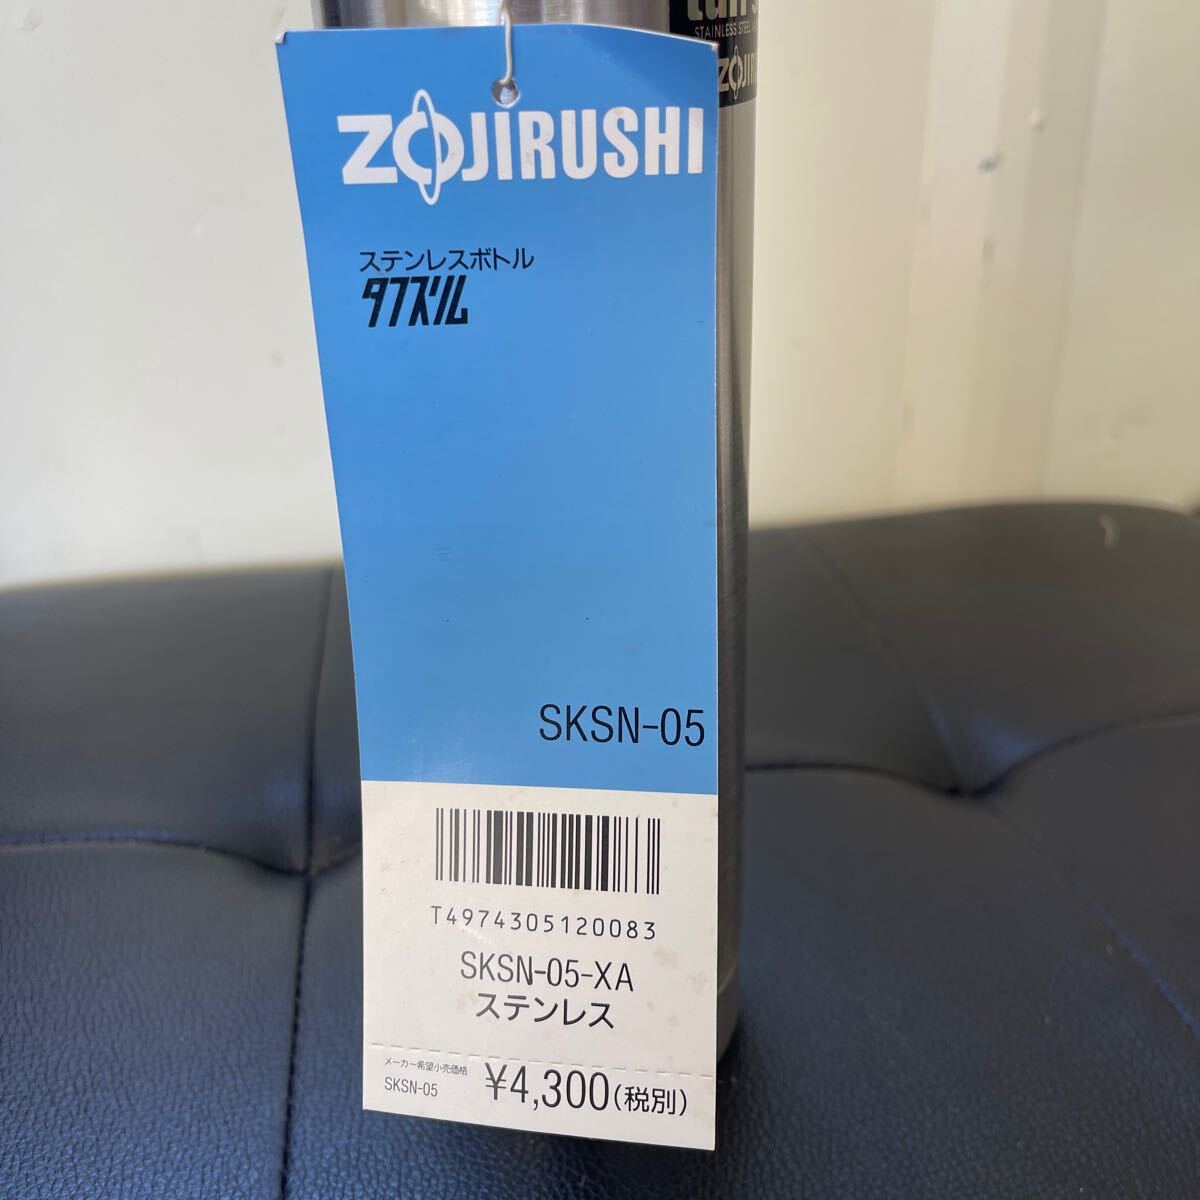 STAINLESS STEEL
ZOJIRUSHI
ステンレスボトル
タフスリム
SKSN-05
T4974305120083
SKSN-05-XA
ステンレス
メーカー希望小売価格
SKSN-05
¥4,300(税別)